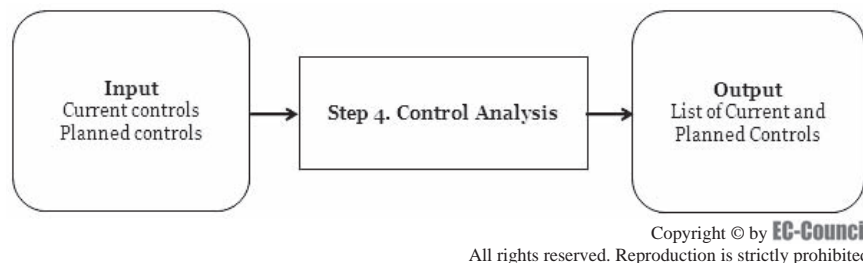 Input
Current controls
Planned controls
Step 4. Control Analysis
Output
List of Current and
Planned Controls
Copyright © by EC-Counci
All rights reserved. Reproduction is strictly prohibited